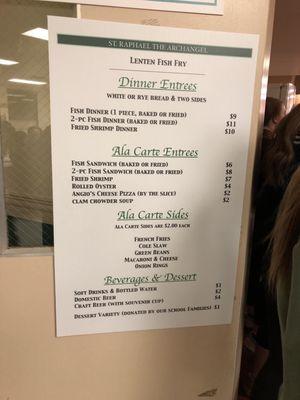 ST. RAPHAEL THE ARCHANGEL
LENTEN FISH FRY
Dinner Entrees
WHITE OR RYE BREAD & TWO SIDES
FISH DINNER (1 PIECE, BAKED OR FRIED) $9
2-PC FISH DINNER (BAKED OR FRIED) $11
FRIED SHRIMP DINNER $10
Ala Carte Entrees
FISH SANDWICH (BAKED OR FRIED) $6
2-PC FISH SANDWICH (BAKED OR FRIED) $8
FRIED SHRIMP $7
ROLLED OYSTER $4
ANGIO'S CHEESE PIZZA (BY THE SLICE) $2
CLAM CHOWDER SOUP $2
Ala Carte Sides
ALA CARTE SIDES ARE $2.00 EACH
FRENCH FRIES
COLE SLAW
GREEN BEANS
MACARONI & CHEESE
ONION RINGS
Beverages & Dessert
SOFT DRINKS & BOTTLED WATER $1
DOMESTIC BEER $2
CRAFT BEER (WITH SOUVENIR CUP) $4
DESSERT VARIETY (DONATED BY OUR SCHOOL FAMILIES) $1